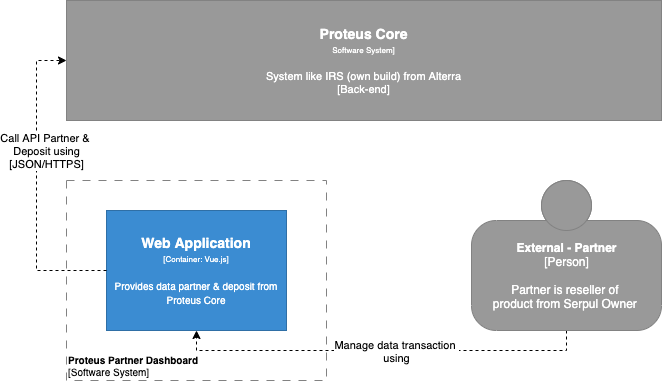 Proteus Core
Software System]
System like IRS (own build) from Alterra
[Back-end]
Call API Partner &
Deposit using
[JSON/HTTPS]
Web Application
[Container: Vue.js]
Provides data partner & deposit from
Proteus Core
External - Partner
[Person]
Partner is reseller of
product from Serpul Owner
Manage data transaction
using
Proteus Partner Dashboard
[Software System]